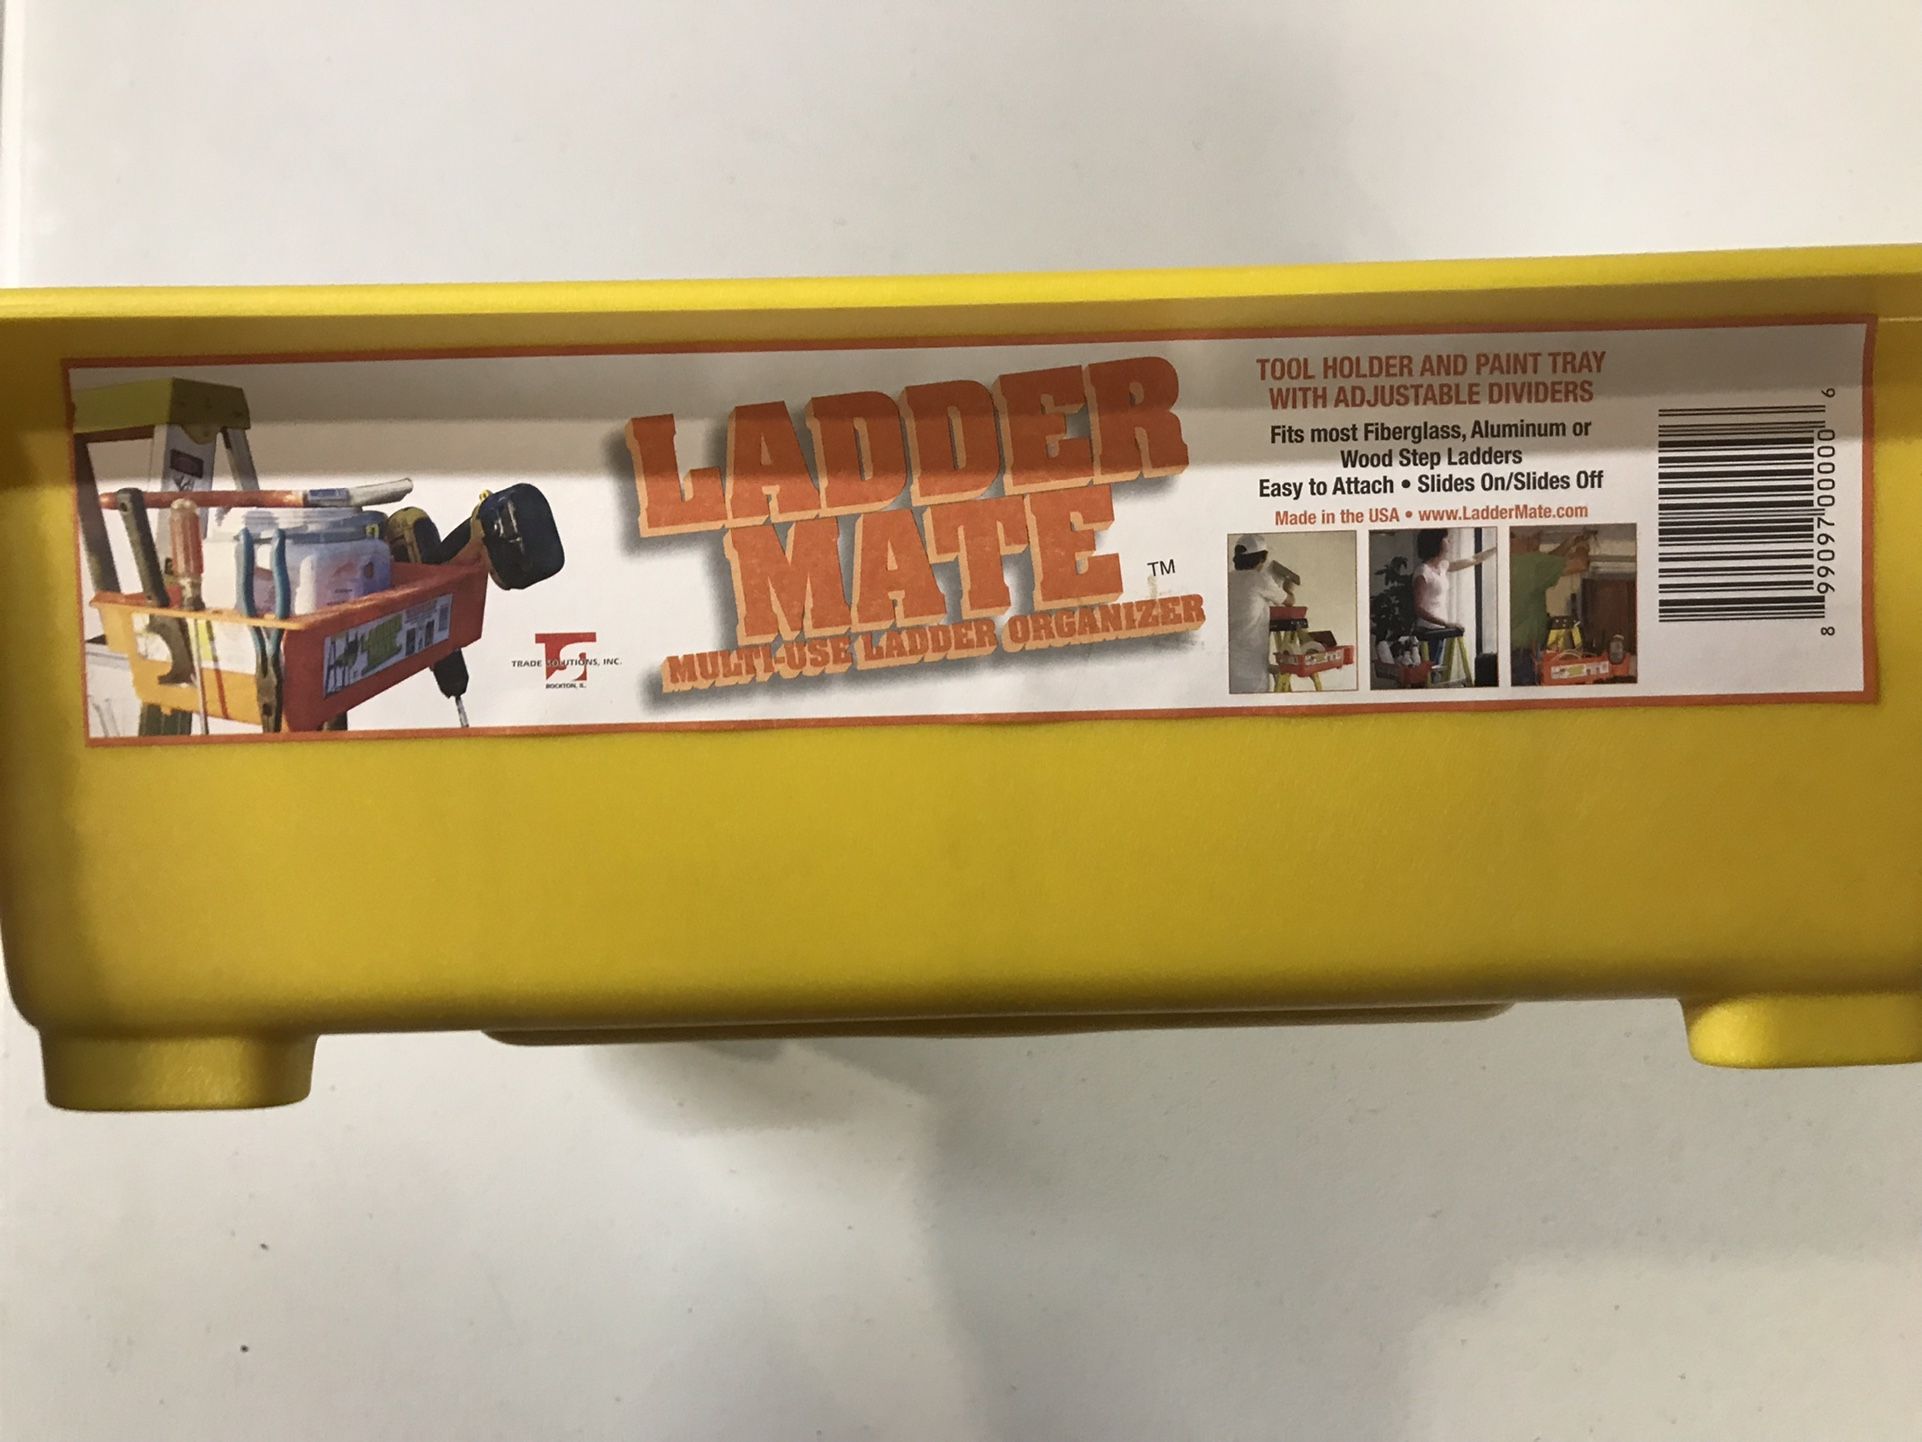 LADDER
MATE
TM
MULTI-USE LADDER ORGANIZER
TRADE SOLUTIONS, INC.
ROCKTON, IL.
TOOL HOLDER AND PAINT TRAY
WITH ADJUSTABLE DIVIDERS
Fits most Fiberglass, Aluminum or
Wood Step Ladders
Easy to Attach • Slides On/Slides Off
Made in the USA • www.LadderMate.com
8 99097 00000 6